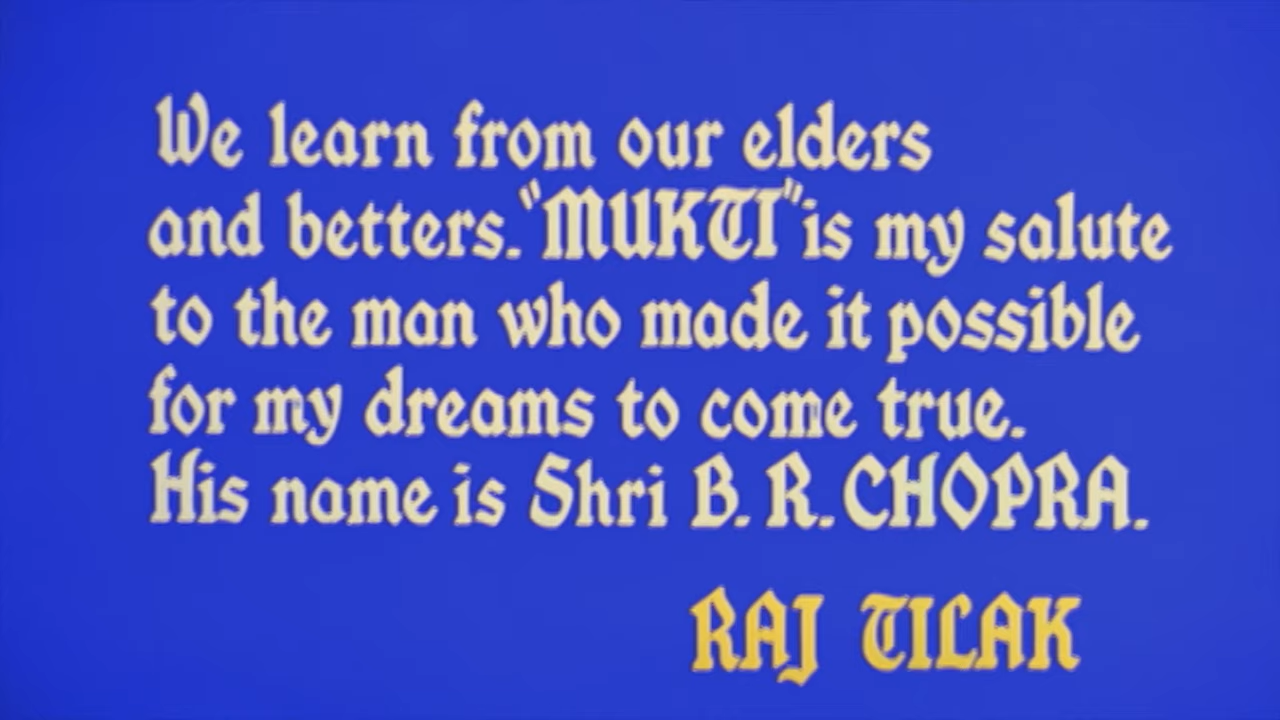 We learn from our elders
and betters."MUKTI"is my salute
to the man who made it possible
for my dreams to come true.
His name is Shri B. R. CHOPRA.
RAJ TILAK